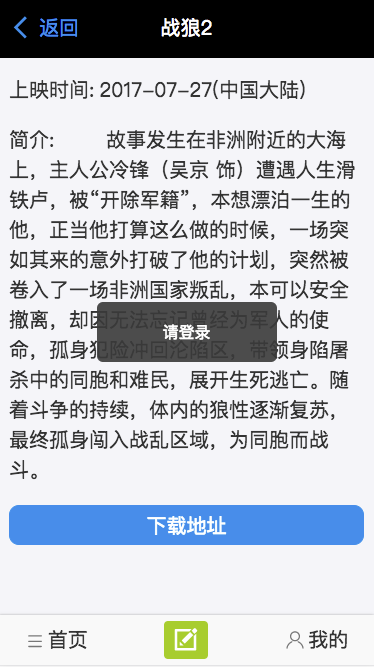 返回
战狼2
上映时间: 2017-07-27(中国大陆)
简介: 故事发生在非洲附近的大海
上，主人公冷锋（吴京 饰）遭遇人生滑
铁卢，被“开除军籍”，本想漂泊一生的
他，正当他打算这么做的时候，一场突
如其来的意外打破了他的计划，突然被
卷入了一场非洲国家叛乱，本可以安全
撤离，却因无法忘记曾经为军人的使
命，孤身犯险冲回沦陷区，带领身陷屠
杀中的同胞和难民，展开生死逃亡。随
着斗争的持续，体内的狼性逐渐复苏，
最终孤身闯入战乱区域，为同胞而战
斗。
请登录
下载地址
首页
我的